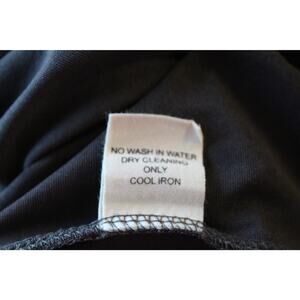 NO WASH IN WATER
DRY CLEANING
ONLY
COOL IRON